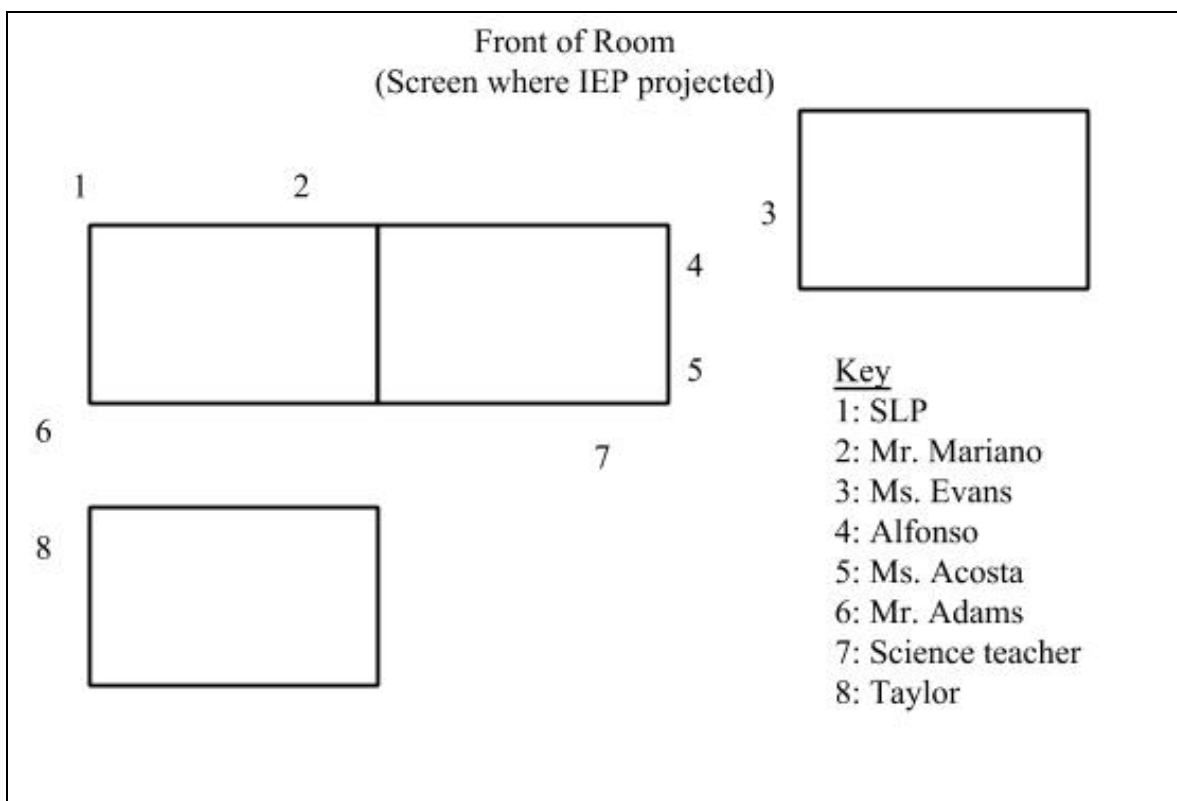 Front of Room
(Screen where IEP projected)
1
2
3
4
5
6
7
8
Key
1: SLP
2: Mr. Mariano
3: Ms. Evans
4: Alfonso
5: Ms. Acosta
6: Mr. Adams
7: Science teacher
8: Taylor